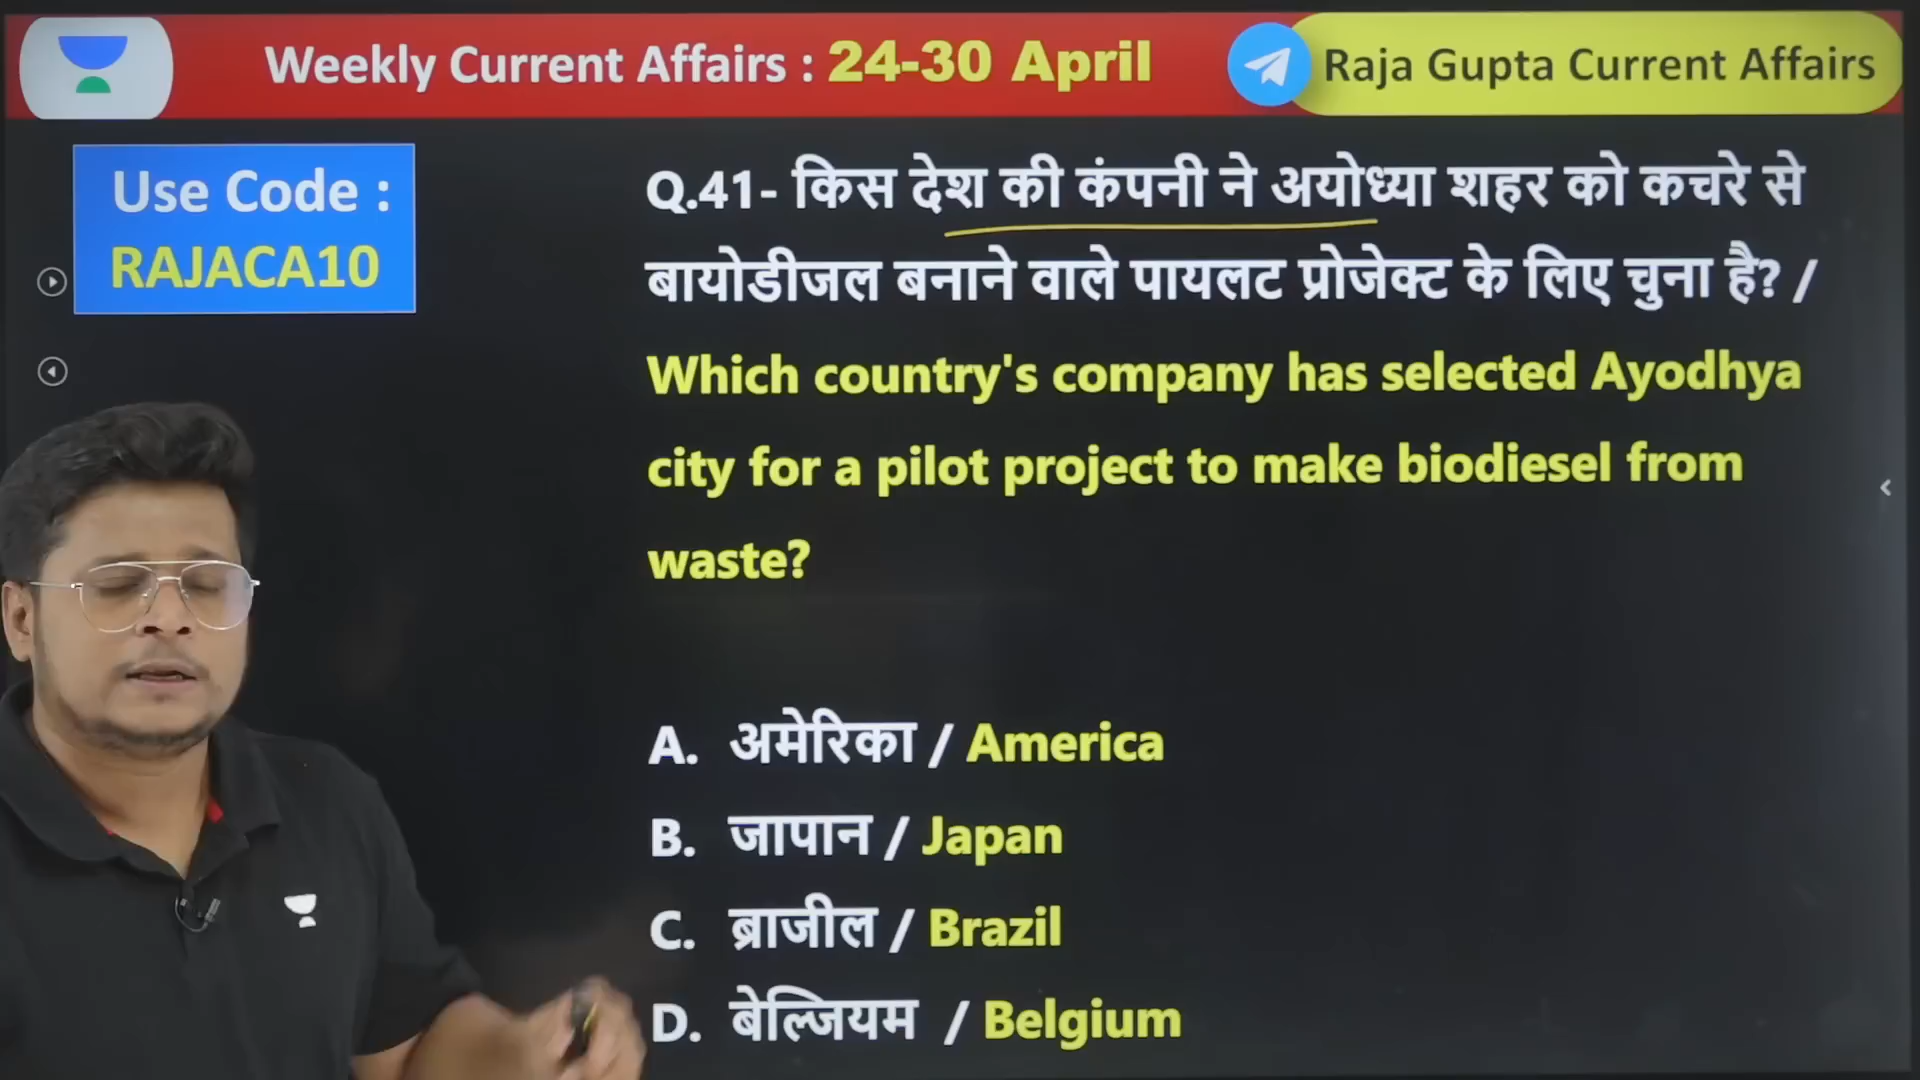 Weekly Current Affairs : 24-30 April
Raja Gupta Current Affairs
Use Code :
RAJACA10
Q.41- किस देश की कंपनी ने अयोध्या शहर को कचरे से
बायोडीजल बनाने वाले पायलट प्रोजेक्ट के लिए चुना है? /
Which country's company has selected Ayodhya
city for a pilot project to make biodiesel from
waste?
A. अमेरिका / America
B. जापान / Japan
C. ब्राजील / Brazil
D. बेल्जियम / Belgium